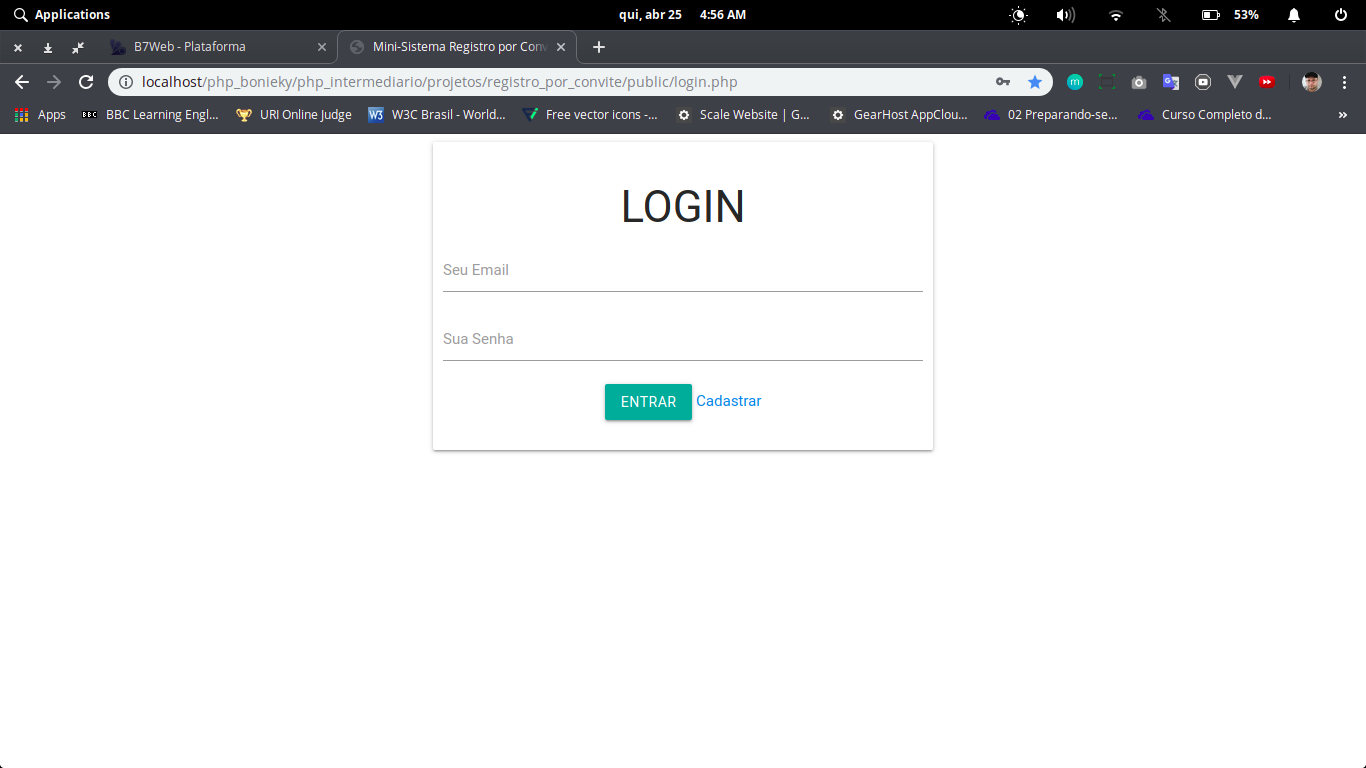 Applications
qui, abr 25 4:56 AM
53%
B7Web - Plataforma
Mini-Sistema Registro por Conv
localhost/php_bonieky/php_intermediario/projetos/registro_por_convite/public/login.php
Apps
BBC BBC Learning Engl...
URI Online Judge
W3 W3C Brasil - World...
Free vector icons -...
Scale Website | G...
GearHost AppClou...
02 Preparando-se...
Curso Completo d...
»
LOGIN
Seu Email
Sua Senha
ENTRAR Cadastrar